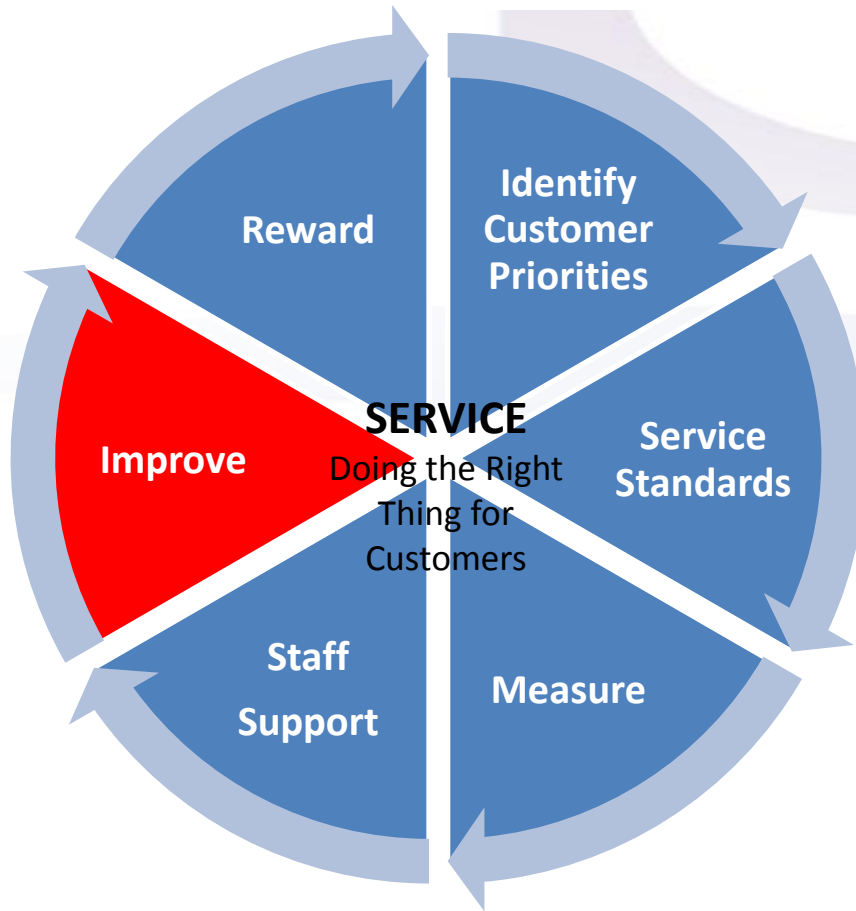 Reward
Identify
Customer
Priorities
SERVICE
Doing the Right
Thing for
Customers
Improve
Service
Standards
Staff
Support
Measure